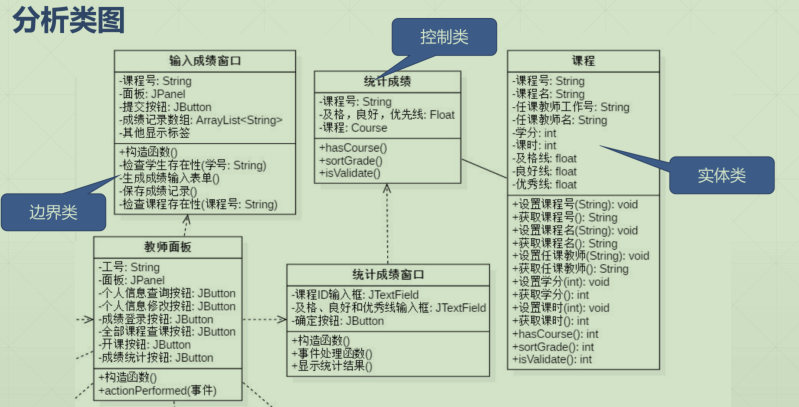 分析类图
控制类
输入成绩窗口
-课程号: String
-面板: JPanel
-提交按钮: JButton
-成绩记录数组: ArrayList<String>
-其他显示标签
+构造函数()
-检查学生存在性(学号: String)
-生成成绩输入表单()
-保存成绩记录()
-检查课程存在性(课程号: String)
边界类
统计成绩
-课程号: String
-及格，良好，优先线: Float
-课程: Course
+hasCourse()
+sortGrade()
+isValidate()
课程
-课程号: String
-课程名: String
-任课教师工作号: String
-任课教师名: String
-学分: int
-课时: int
-及格线: float
-良好线: float
-优秀线: float
+设置课程号(String): void
+获取课程号(): String
+设置课程名(String): void
+获取课程名(): String
+设置任课教师(String): void
+获取任课教师(): String
+设置学分(int): void
+获取学分(): int
+设置课时(int): void
+获取课时(): int
+hasCourse(): int
+sortGrade(): int
+isValidate(): int
实体类
教师面板
-工号: String
-面板: JPanel
-个人信息查询按钮: JButton
-个人信息修改按钮: JButton
-成绩登录按钮: JButton
-全部课程查课按钮: JButton
-开课按钮: JButton
-成绩统计按钮: JButton
+构造函数()
+actionPerformed(事件)
统计成绩窗口
-课程ID输入框: JTextField
-及格、良好和优秀线输入框: JTextField
-确定按钮: JButton
+构造函数()
+事件处理函数()
+显示统计结果()